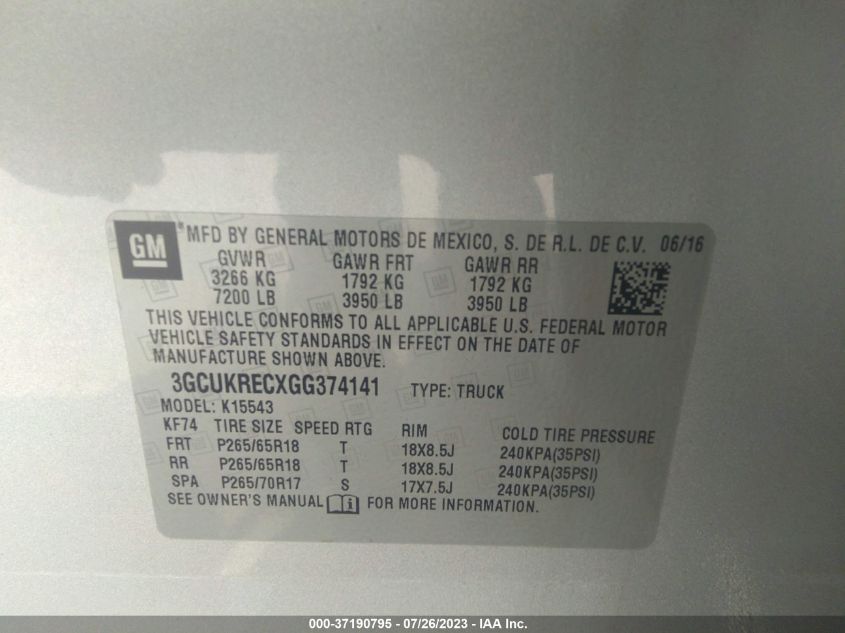 GM
MFD BY GENERAL MOTORS DE MEXICO, S. DE R.L. DE C.V. 06/16
GVWR GAWR FRT GAWR RR
3266 KG 1792 KG 1792 KG
7200 LB 3950 LB 3950 LB
THIS VEHICLE CONFORMS TO ALL APPLICABLE U.S. FEDERAL MOTOR
VEHICLE SAFETY STANDARDS IN EFFECT ON THE DATE OF
MANUFACTURE SHOWN ABOVE.
3GCUKRECXGG374141 TYPE: TRUCK
MODEL: K15543
KF74 TIRE SIZE SPEED RTG RIM COLD TIRE PRESSURE
FRT P265/65R18 T 18X8.5J 240KPA(35PSI)
RR P265/65R18 T 18X8.5J 240KPA(35PSI)
SPA P265/70R17 S 17X7.5J 240KPA(35PSI)
SEE OWNER'S MANUAL FOR MORE INFORMATION.
000-37190795 - 07/26/2023 - IAA Inc.